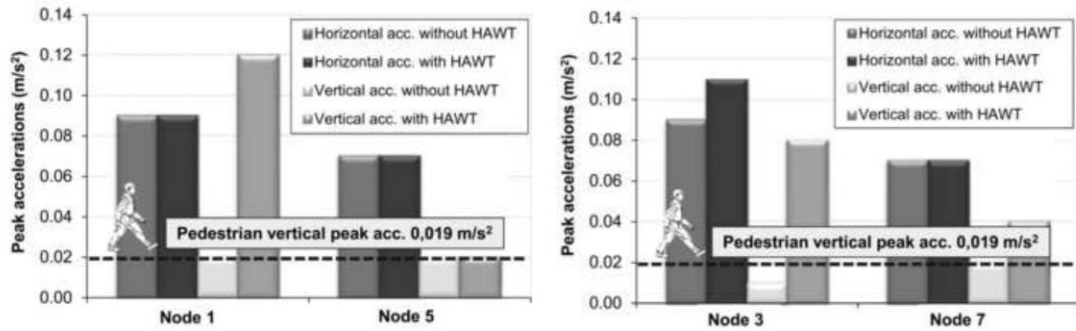 0.14
0.12
0.10
0.08
0.06
0.04
0.02
0.00
Peak accelerations (m/s²)
Horizontal acc. without HAWT
Horizontal acc. with HAWT
Vertical acc. without HAWT
Vertical acc. with HAWT
Pedestrian vertical peak acc. 0,019 m/s²
Node 1
Node 5
0.14
0.12
0.10
0.08
0.06
0.04
0.02
0.00
Peak accelerations (m/s²)
Horizontal acc. without HAWT
Horizontal acc. with HAWT
Vertical acc. without HAWT
Vertical acc. with HAWT
Pedestrian vertical peak acc. 0,019 m/s²
Node 3
Node 7